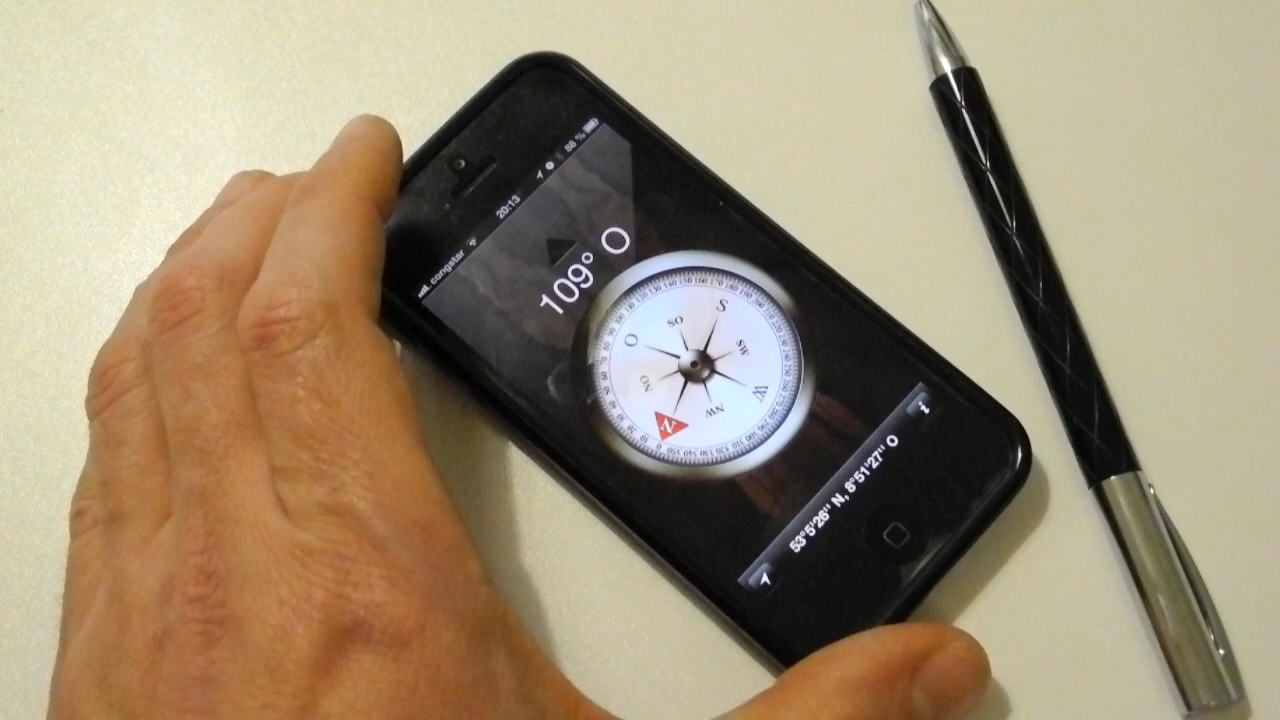 congstar 20:13 88 %
109° O
S
SO
SW
O
W
NO
NW
N
53°5'26" N, 8°51'27" O
i